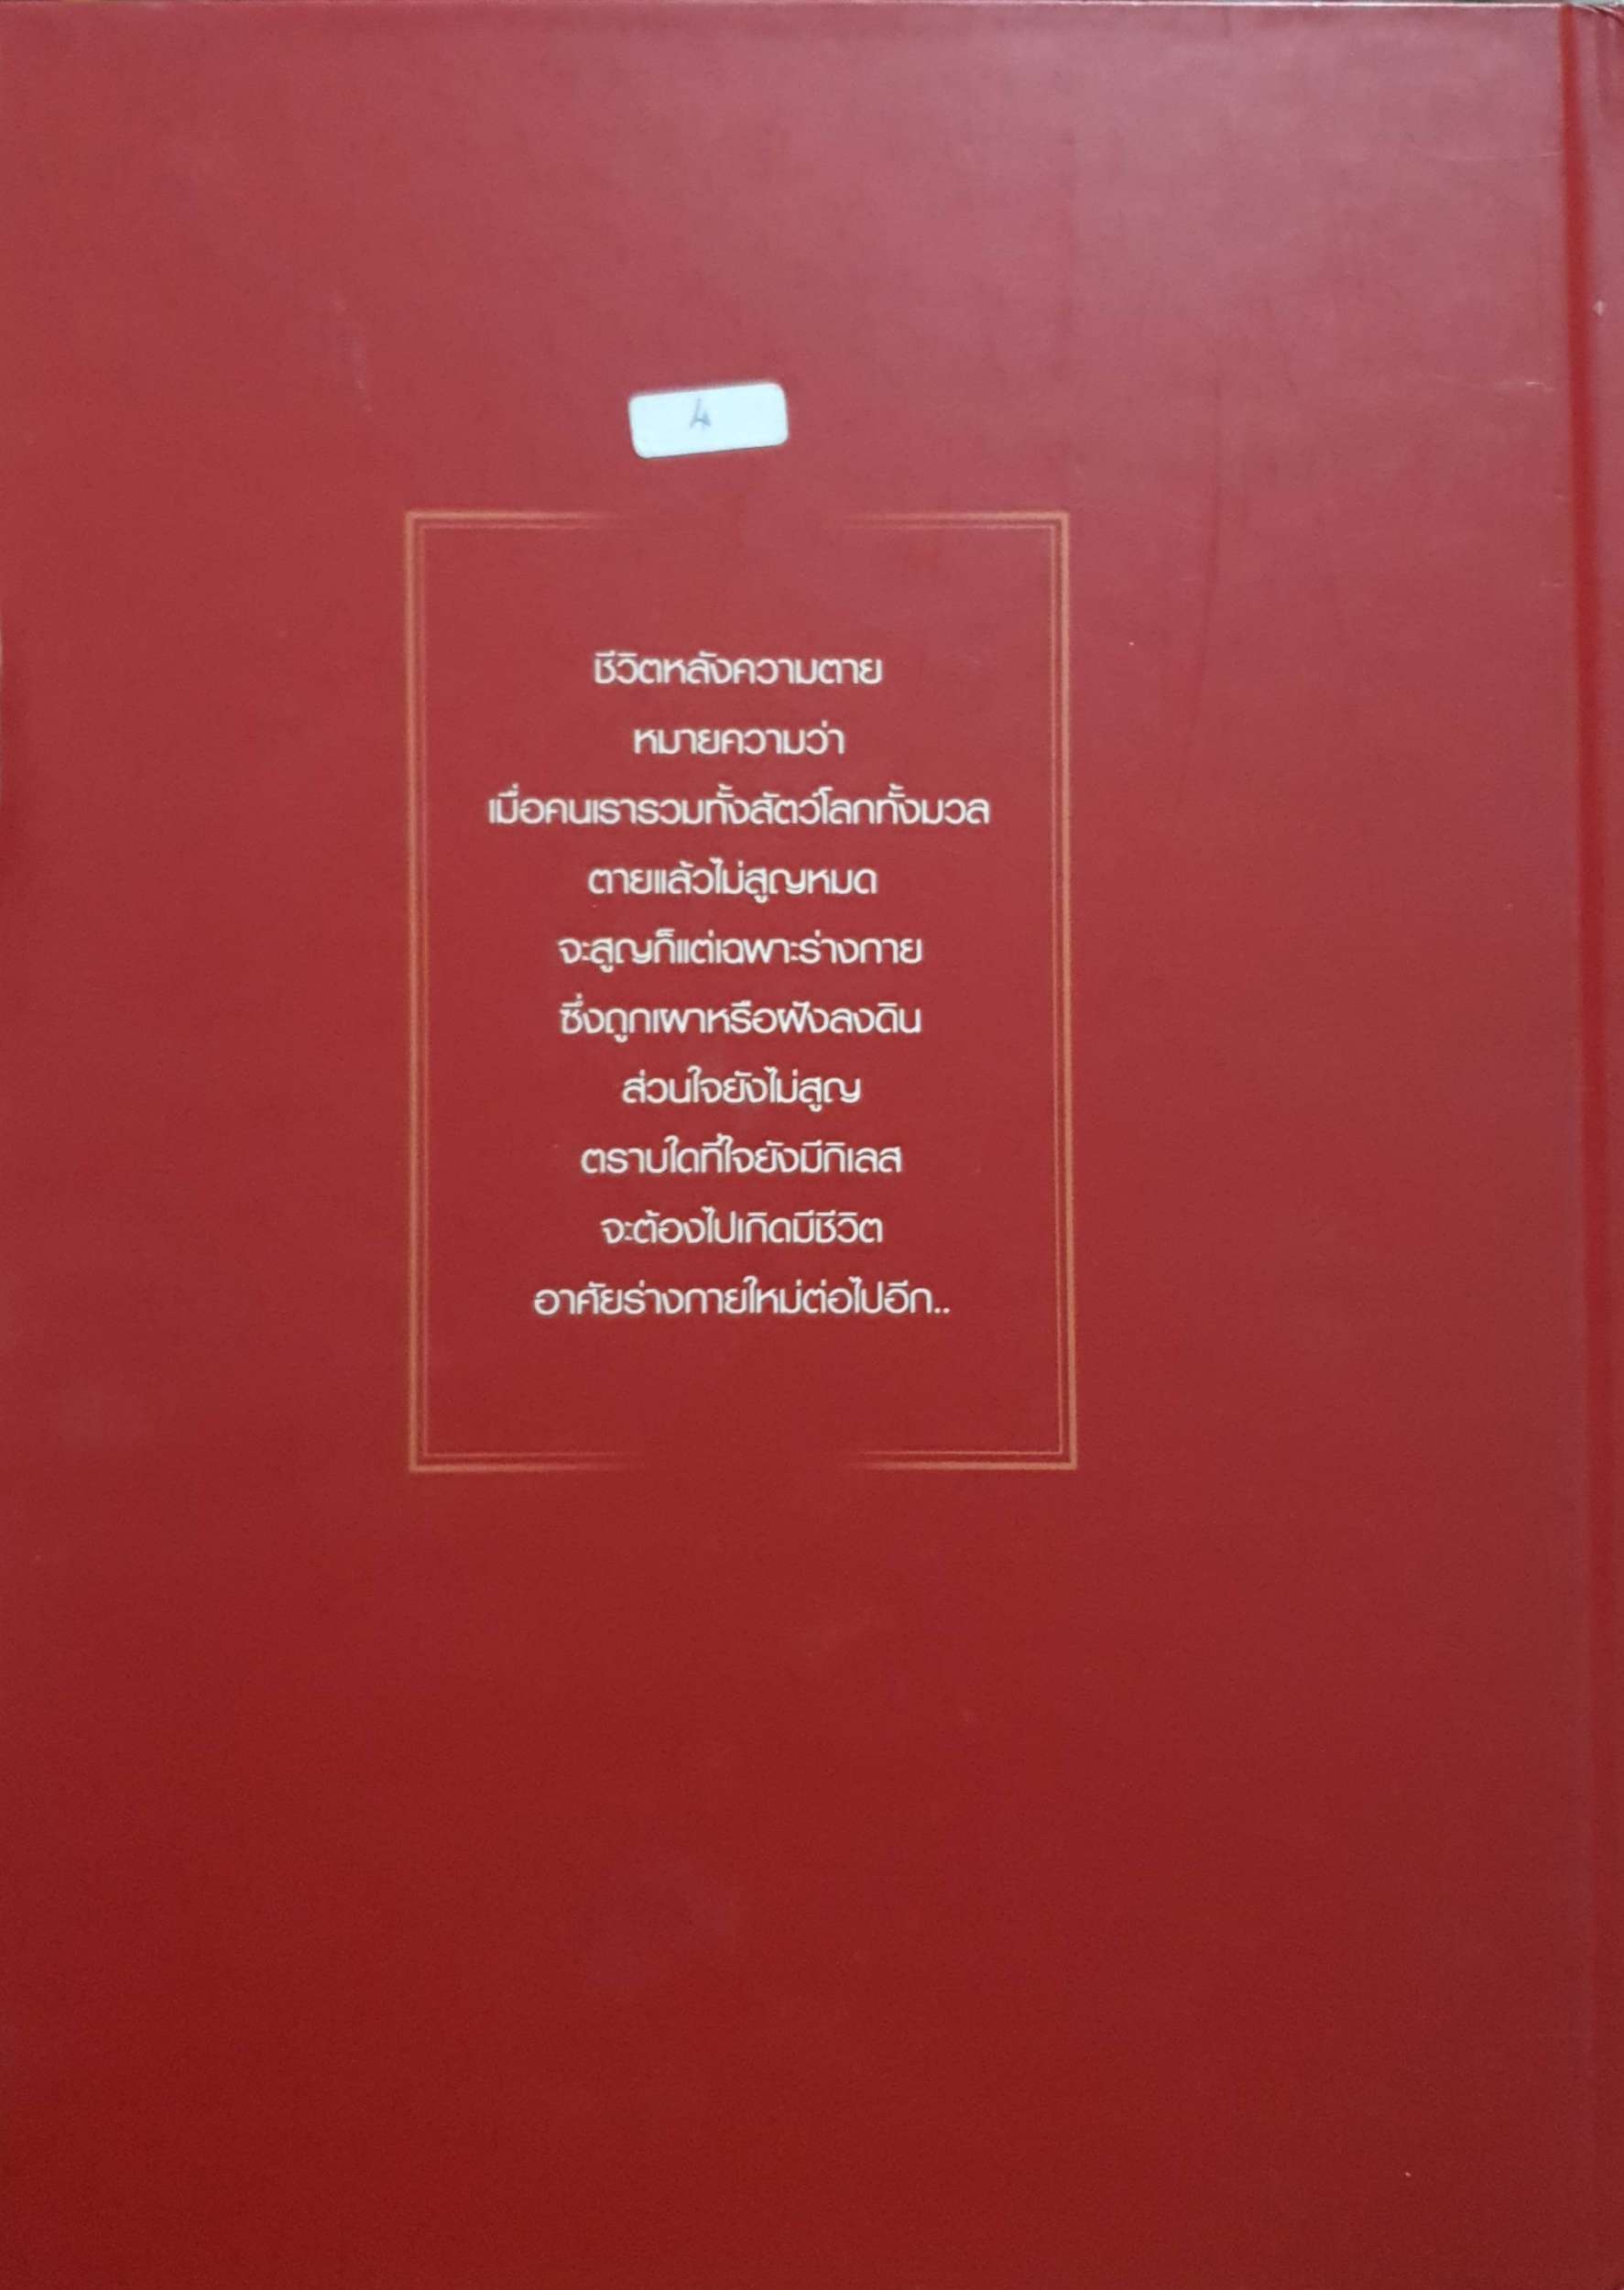 4
ชีวิตหลังความตาย
หมายความว่า
เมื่อคนเรารวมทั้งสัตว์โลกทั้งมวล
ตายแล้วไม่สูญหมด
จะสูญก็แต่เฉพาะร่างกาย
ซึ่งถูกเผาหรือฝังลงดิน
ส่วนใจยังไม่สูญ
ตราบใดที่ใจยังมีกิเลส
จะต้องไปเกิดมีชีวิต
อาศัยร่างกายใหม่ต่อไปอีก..